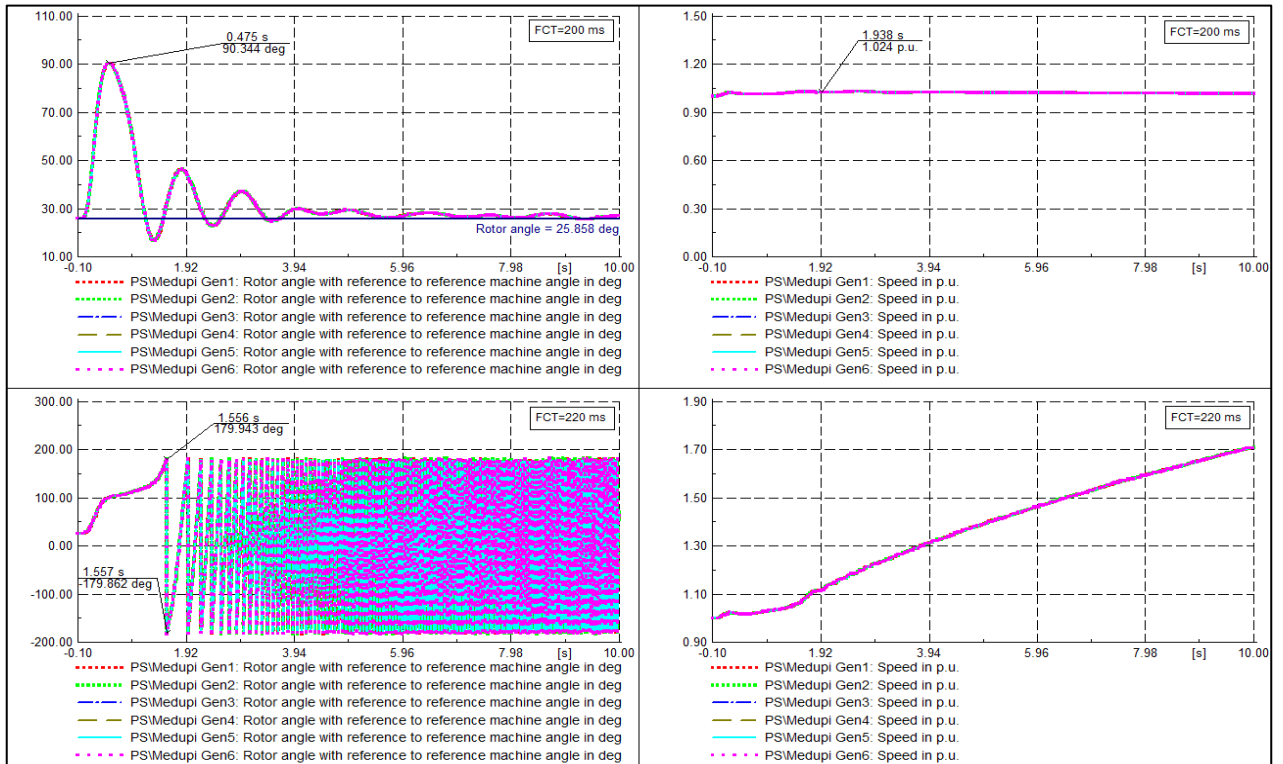 110.00
90.00
70.00
50.00
30.00
10.00
0.475 s
90.344 deg
FCT=200 ms
Rotor angle = 25.858 deg
-0.10 1.92 3.94 5.96 7.98 [s] 10.00
PS\Medupi Gen1: Rotor angle with reference to reference machine angle in deg
PS\Medupi Gen2: Rotor angle with reference to reference machine angle in deg
PS\Medupi Gen3: Rotor angle with reference to reference machine angle in deg
PS\Medupi Gen4: Rotor angle with reference to reference machine angle in deg
PS\Medupi Gen5: Rotor angle with reference to reference machine angle in deg
PS\Medupi Gen6: Rotor angle with reference to reference machine angle in deg
1.50
1.20
0.90
0.60
0.30
0.00
1.938 s
1.024 p.u.
FCT=200 ms
-0.10 1.92 3.94 5.96 7.98 [s] 10.00
PS\Medupi Gen1: Speed in p.u.
PS\Medupi Gen2: Speed in p.u.
PS\Medupi Gen3: Speed in p.u.
PS\Medupi Gen4: Speed in p.u.
PS\Medupi Gen5: Speed in p.u.
PS\Medupi Gen6: Speed in p.u.
300.00
200.00
100.00
0.00
-100.00
-200.00
1.556 s
179.943 deg
FCT=220 ms
1.557 s
-179.862 deg
-0.10 1.92 3.94 5.96 7.98 [s] 10.00
PS\Medupi Gen1: Rotor angle with reference to reference machine angle in deg
PS\Medupi Gen2: Rotor angle with reference to reference machine angle in deg
PS\Medupi Gen3: Rotor angle with reference to reference machine angle in deg
PS\Medupi Gen4: Rotor angle with reference to reference machine angle in deg
PS\Medupi Gen5: Rotor angle with reference to reference machine angle in deg
PS\Medupi Gen6: Rotor angle with reference to reference machine angle in deg
1.90
1.70
1.50
1.30
1.10
0.90
FCT=220 ms
-0.10 1.92 3.94 5.96 7.98 [s] 10.00
PS\Medupi Gen1: Speed in p.u.
PS\Medupi Gen2: Speed in p.u.
PS\Medupi Gen3: Speed in p.u.
PS\Medupi Gen4: Speed in p.u.
PS\Medupi Gen5: Speed in p.u.
PS\Medupi Gen6: Speed in p.u.